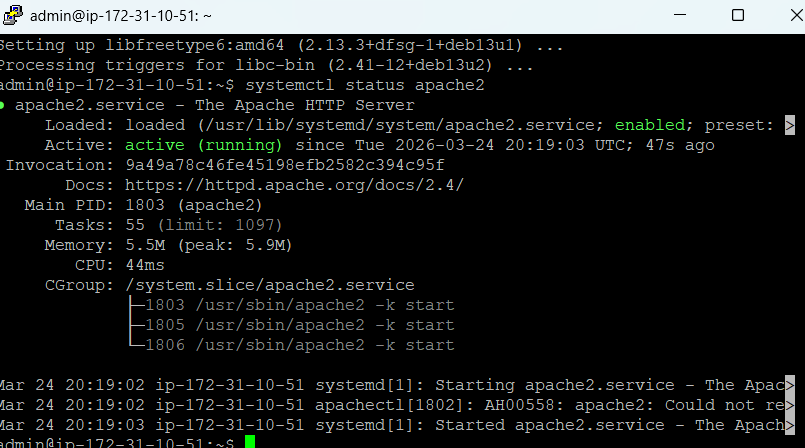 admin@ip-172-31-10-51: ~
Setting up libfreetype6:amd64 (2.13.3+dfsg-1+deb13u1) ...
Processing triggers for libc-bin (2.41-12+deb13u2) ...
admin@ip-172-31-10-51:~$ systemctl status apache2
● apache2.service - The Apache HTTP Server
Loaded: loaded (/usr/lib/systemd/system/apache2.service; enabled; preset: >
Active: active (running) since Tue 2026-03-24 20:19:03 UTC; 47s ago
Invocation: 9a49a78c46fe45198efb2582c394c95f
Docs: https://httpd.apache.org/docs/2.4/
Main PID: 1803 (apache2)
Tasks: 55 (limit: 1097)
Memory: 5.5M (peak: 5.9M)
CPU: 44ms
CGroup: /system.slice/apache2.service
├─1803 /usr/sbin/apache2 -k start
├─1805 /usr/sbin/apache2 -k start
└─1806 /usr/sbin/apache2 -k start
Mar 24 20:19:02 ip-172-31-10-51 systemd[1]: Starting apache2.service - The Apac>
Mar 24 20:19:02 ip-172-31-10-51 apachectl[1802]: AH00558: apache2: Could not re>
Mar 24 20:19:03 ip-172-31-10-51 systemd[1]: Started apache2.service - The Apach>
admin@ip-172-31-10-51:~$